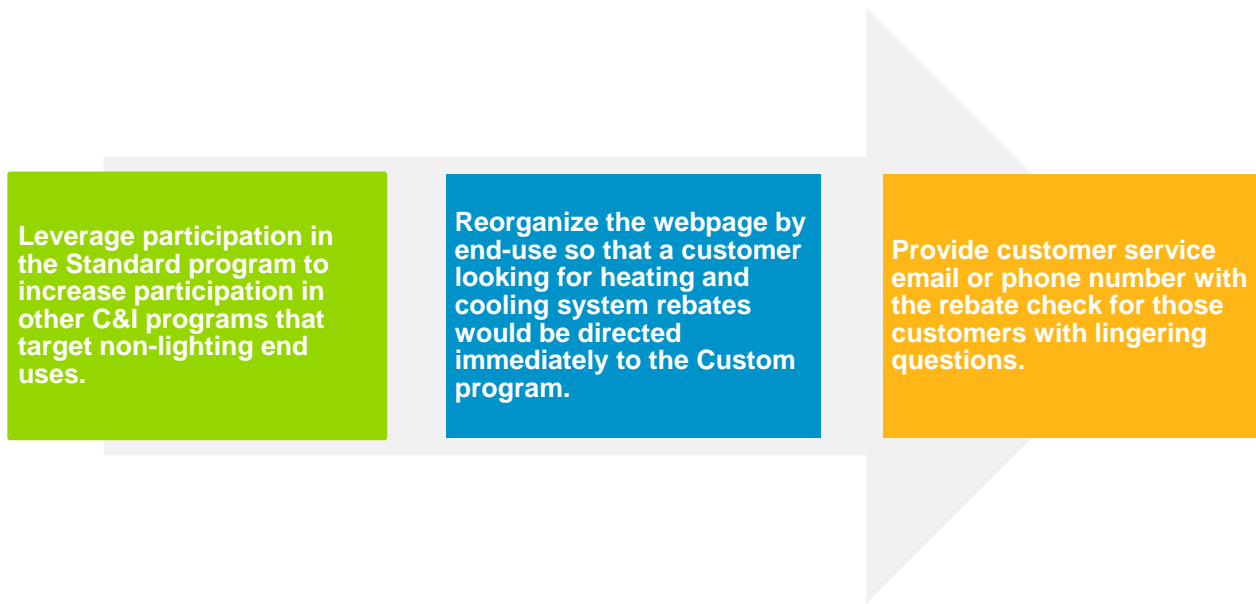 Leverage participation in
the Standard program to
increase participation in
other C&I programs that
target non-lighting end
uses.
Reorganize the webpage by
end-use so that a customer
looking for heating and
cooling system rebates
would be directed
immediately to the Custom
program.
Provide customer service
email or phone number with
the rebate check for those
customers with lingering
questions.